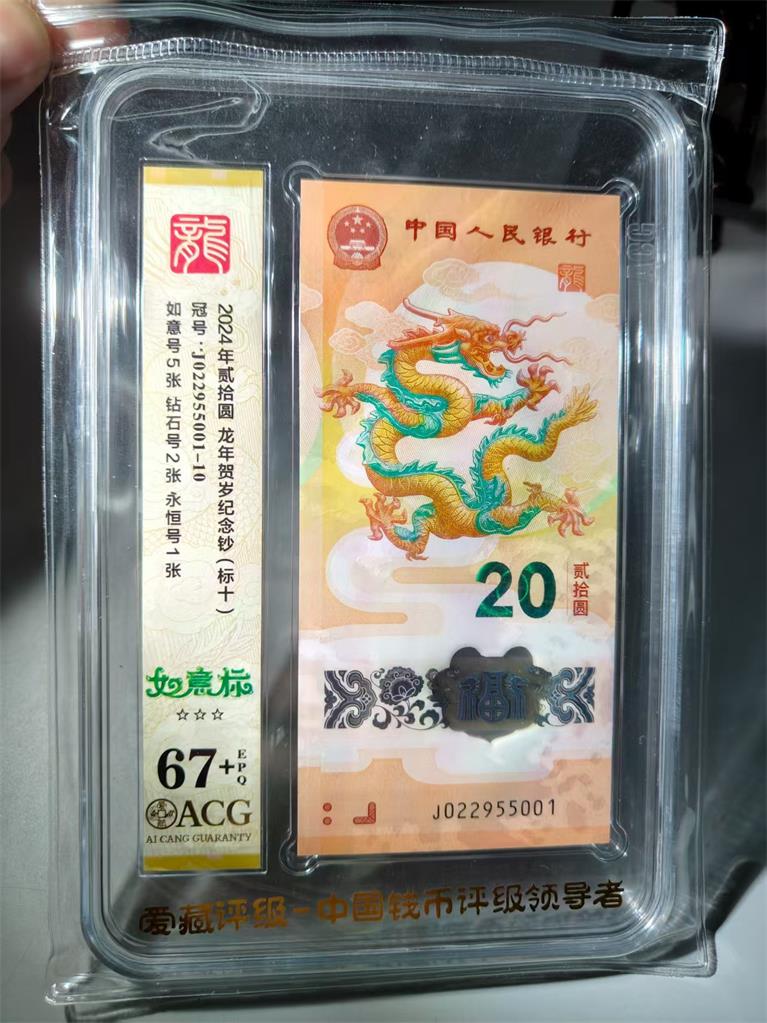 龍
2024年贰拾圆 龙年贺岁纪念钞(标十)
冠号:J022955001-10
如意号5张 钻石号2张 永恒号1张
如意标
☆☆☆
67+
EPQ
ACG
AI CANG GUARANTY
中国人民银行
龍
20
贰拾圆
福
J022955001
爱藏评级-中国钱币评级领导者